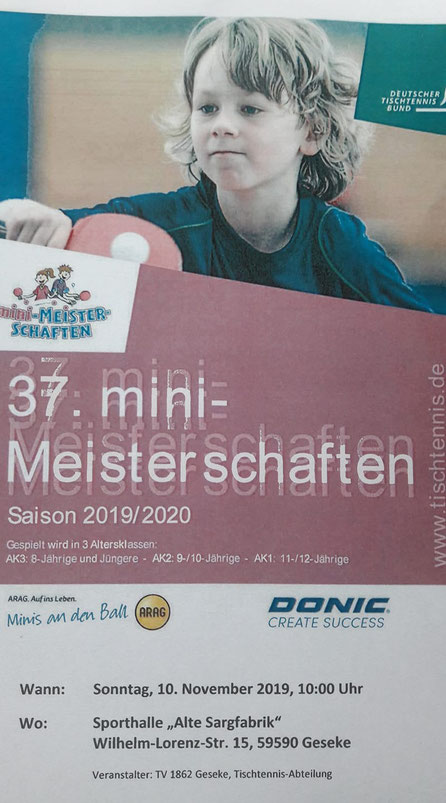 DEUTSCHER
TISCHTENNIS
BUND
mini-MEISTER-
SCHAFTEN
37. mini-
Meisterschaften
Saison 2019/2020
Gespielt wird in 3 Altersklassen:
AK3: 8-Jährige und Jüngere - AK2: 9-/10-Jährige - AK1: 11-/12-Jährige
www.tischtennis.de
ARAG. Auf ins Leben.
Minis an den Ball
ARAG
DONIC
CREATE SUCCESS
Wann: Sonntag, 10. November 2019, 10:00 Uhr
Wo: Sporthalle „Alte Sargfabrik“
Wilhelm-Lorenz-Str. 15, 59590 Geseke
Veranstalter: TV 1862 Geseke, Tischtennis-Abteilung